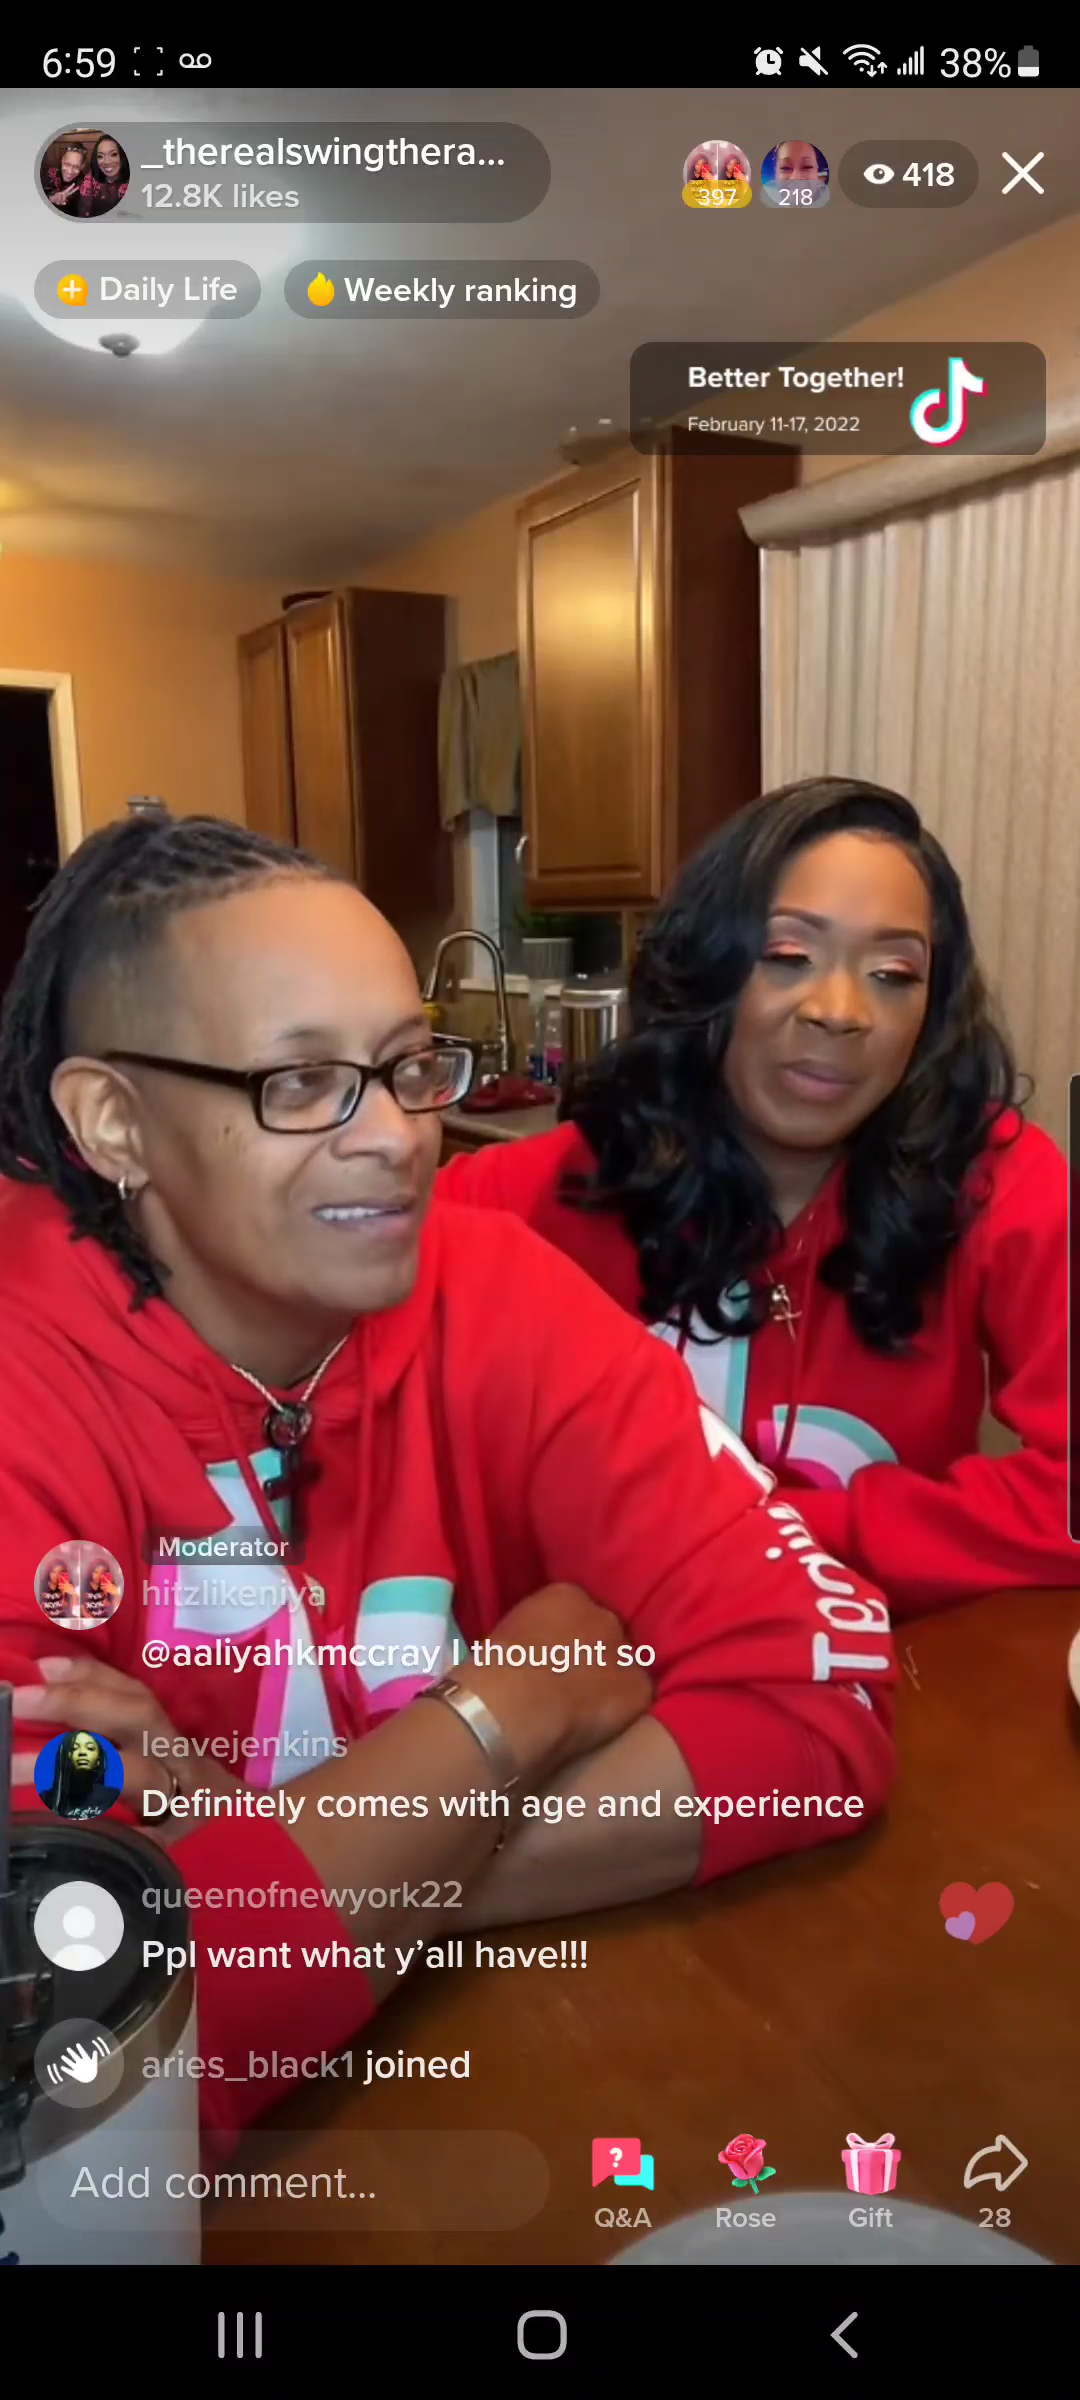 6:59
38%
_therealswingthera...
12.8K likes
397
218
418
Daily Life
Weekly ranking
Better Together!
February 11-17, 2022
Moderator
hitzlikeniya
@aaliyahkmccray I thought so
leavejenkins
Definitely comes with age and experience
queenofnewyork22
Ppl want what y’all have!!!
aries_black1 joined
Add comment...
?
Q&A
Rose
Gift
28